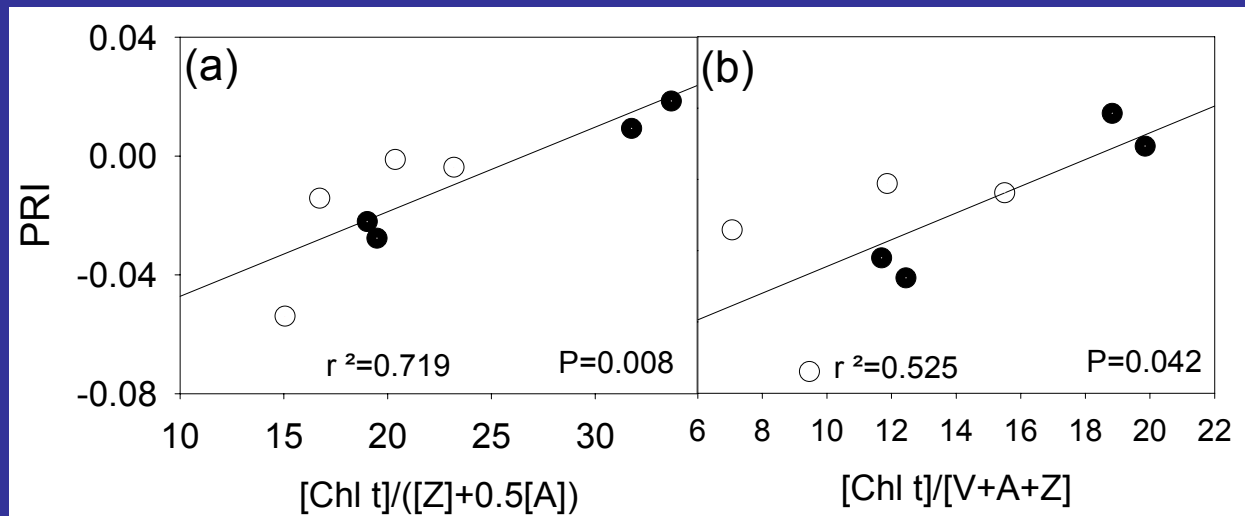 0.04
0.00
-0.04
-0.08
PRI
(a)
r ²=0.719
P=0.008
10
15
20
25
30
[Chl t]/([Z]+0.5[A])
(b)
r ²=0.525
P=0.042
6
8
10
12
14
16
18
20
22
[Chl t]/[V+A+Z]